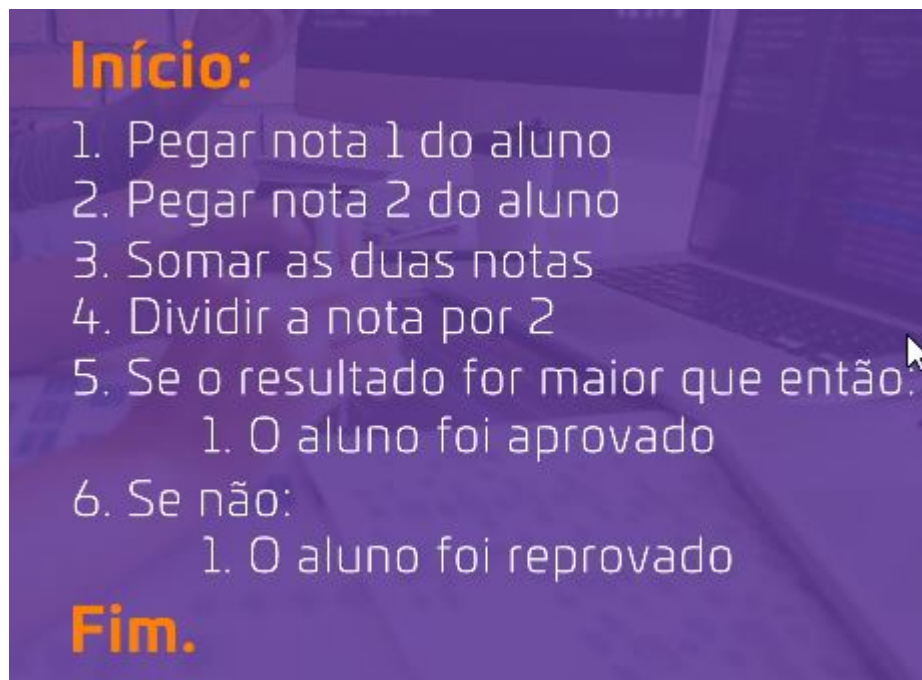 Início:
1. Pegar nota 1 do aluno
2. Pegar nota 2 do aluno
3. Somar as duas notas
4. Dividir a nota por 2
5. Se o resultado for maior que então:
1. O aluno foi aprovado
6. Se não:
1. O aluno foi reprovado
Fim.